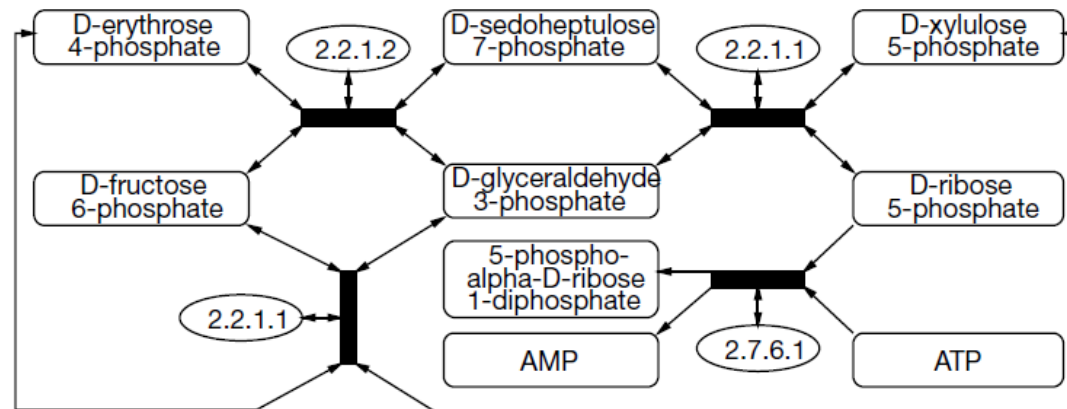 D-erythrose
4-phosphate
2.2.1.2
D-sedoheptulose
7-phosphate
2.2.1.1
D-xylulose
5-phosphate
D-fructose
6-phosphate
D-glyceraldehyde
3-phosphate
D-ribose
5-phosphate
5-phospho-
alpha-D-ribose
1-diphosphate
2.2.1.1
AMP
2.7.6.1
ATP